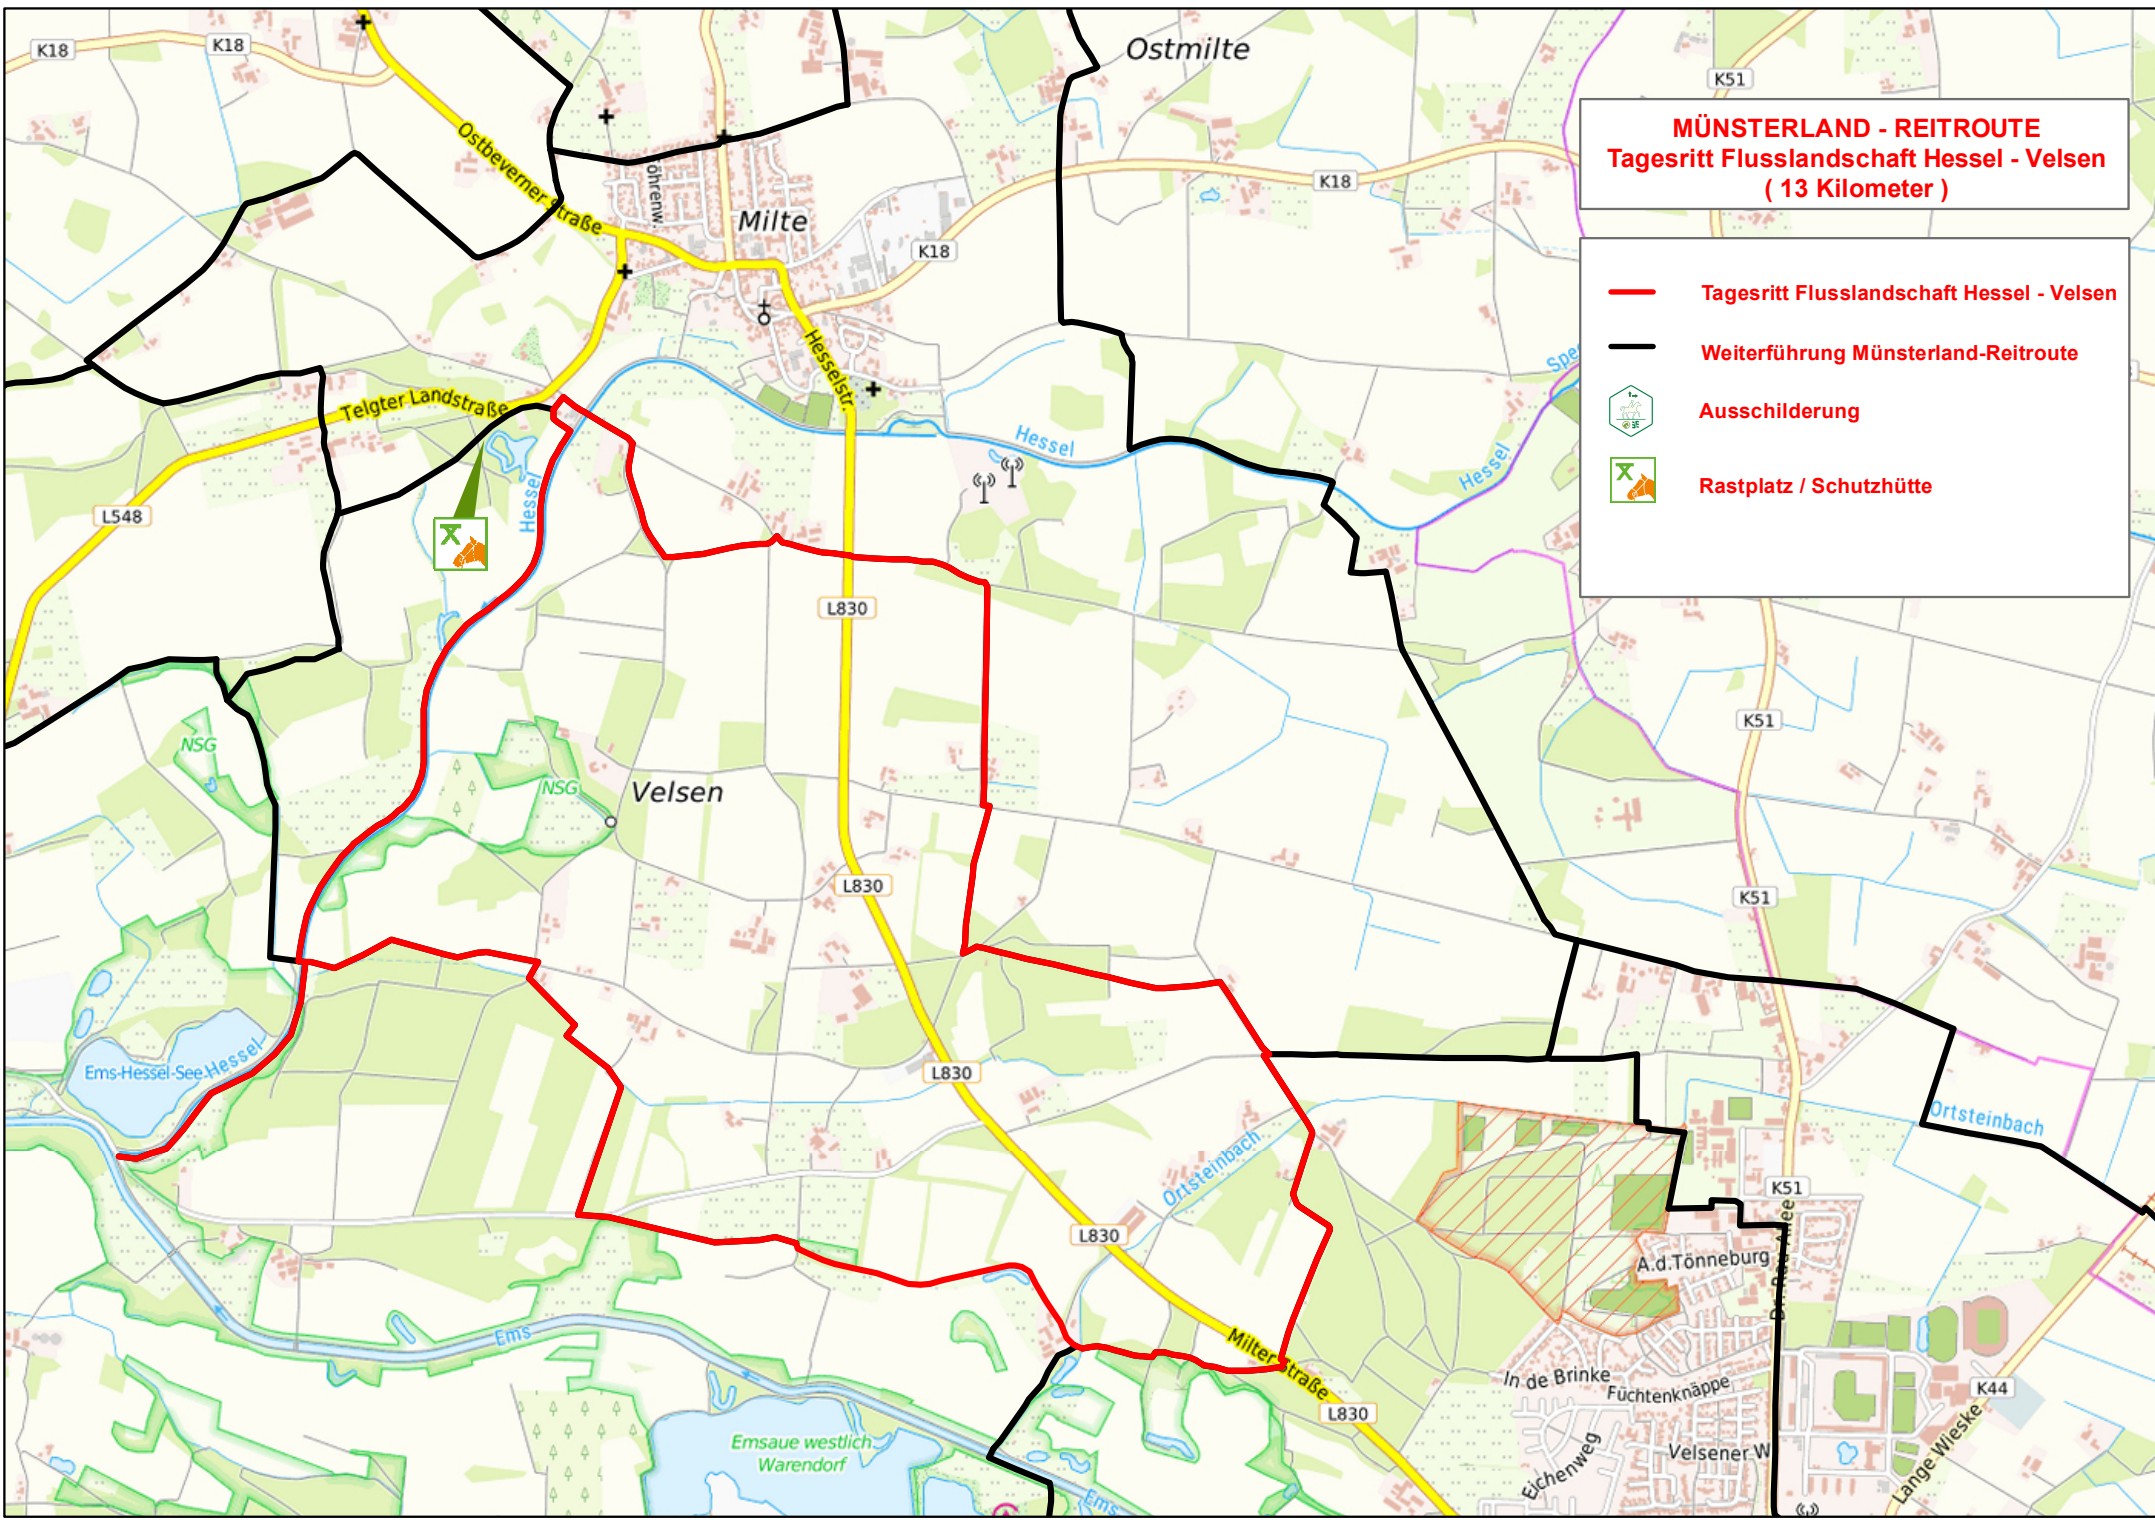 K18
K18
Ostmilte
K51
MÜNSTERLAND - REITROUTE
Tagesritt Flusslandschaft Hessel - Velsen
( 13 Kilometer )
Ostbeverner Straße
K18
Milte
K18
Tagesritt Flusslandschaft Hessel - Velsen
Weiterführung Münsterland-Reitroute
Ausschilderung
Rastplatz / Schutzhütte
Hesselstr.
Telgter Landstraße
Hessel
Hessel
Hessel
L548
L830
K51
NSG
NSG
Velsen
L830
K51
Ems-Hessel-See
Hessel
L830
Ortsteinbach
Ortsteinbach
K51
L830
A.d.Tönneburg
Ems
Milter Straße
In de Brinke
Füchtenknäppe
K44
L830
Emsaue westlich
Warendorf
Velsener W
Eichenweg
Lange Wieske
Ems